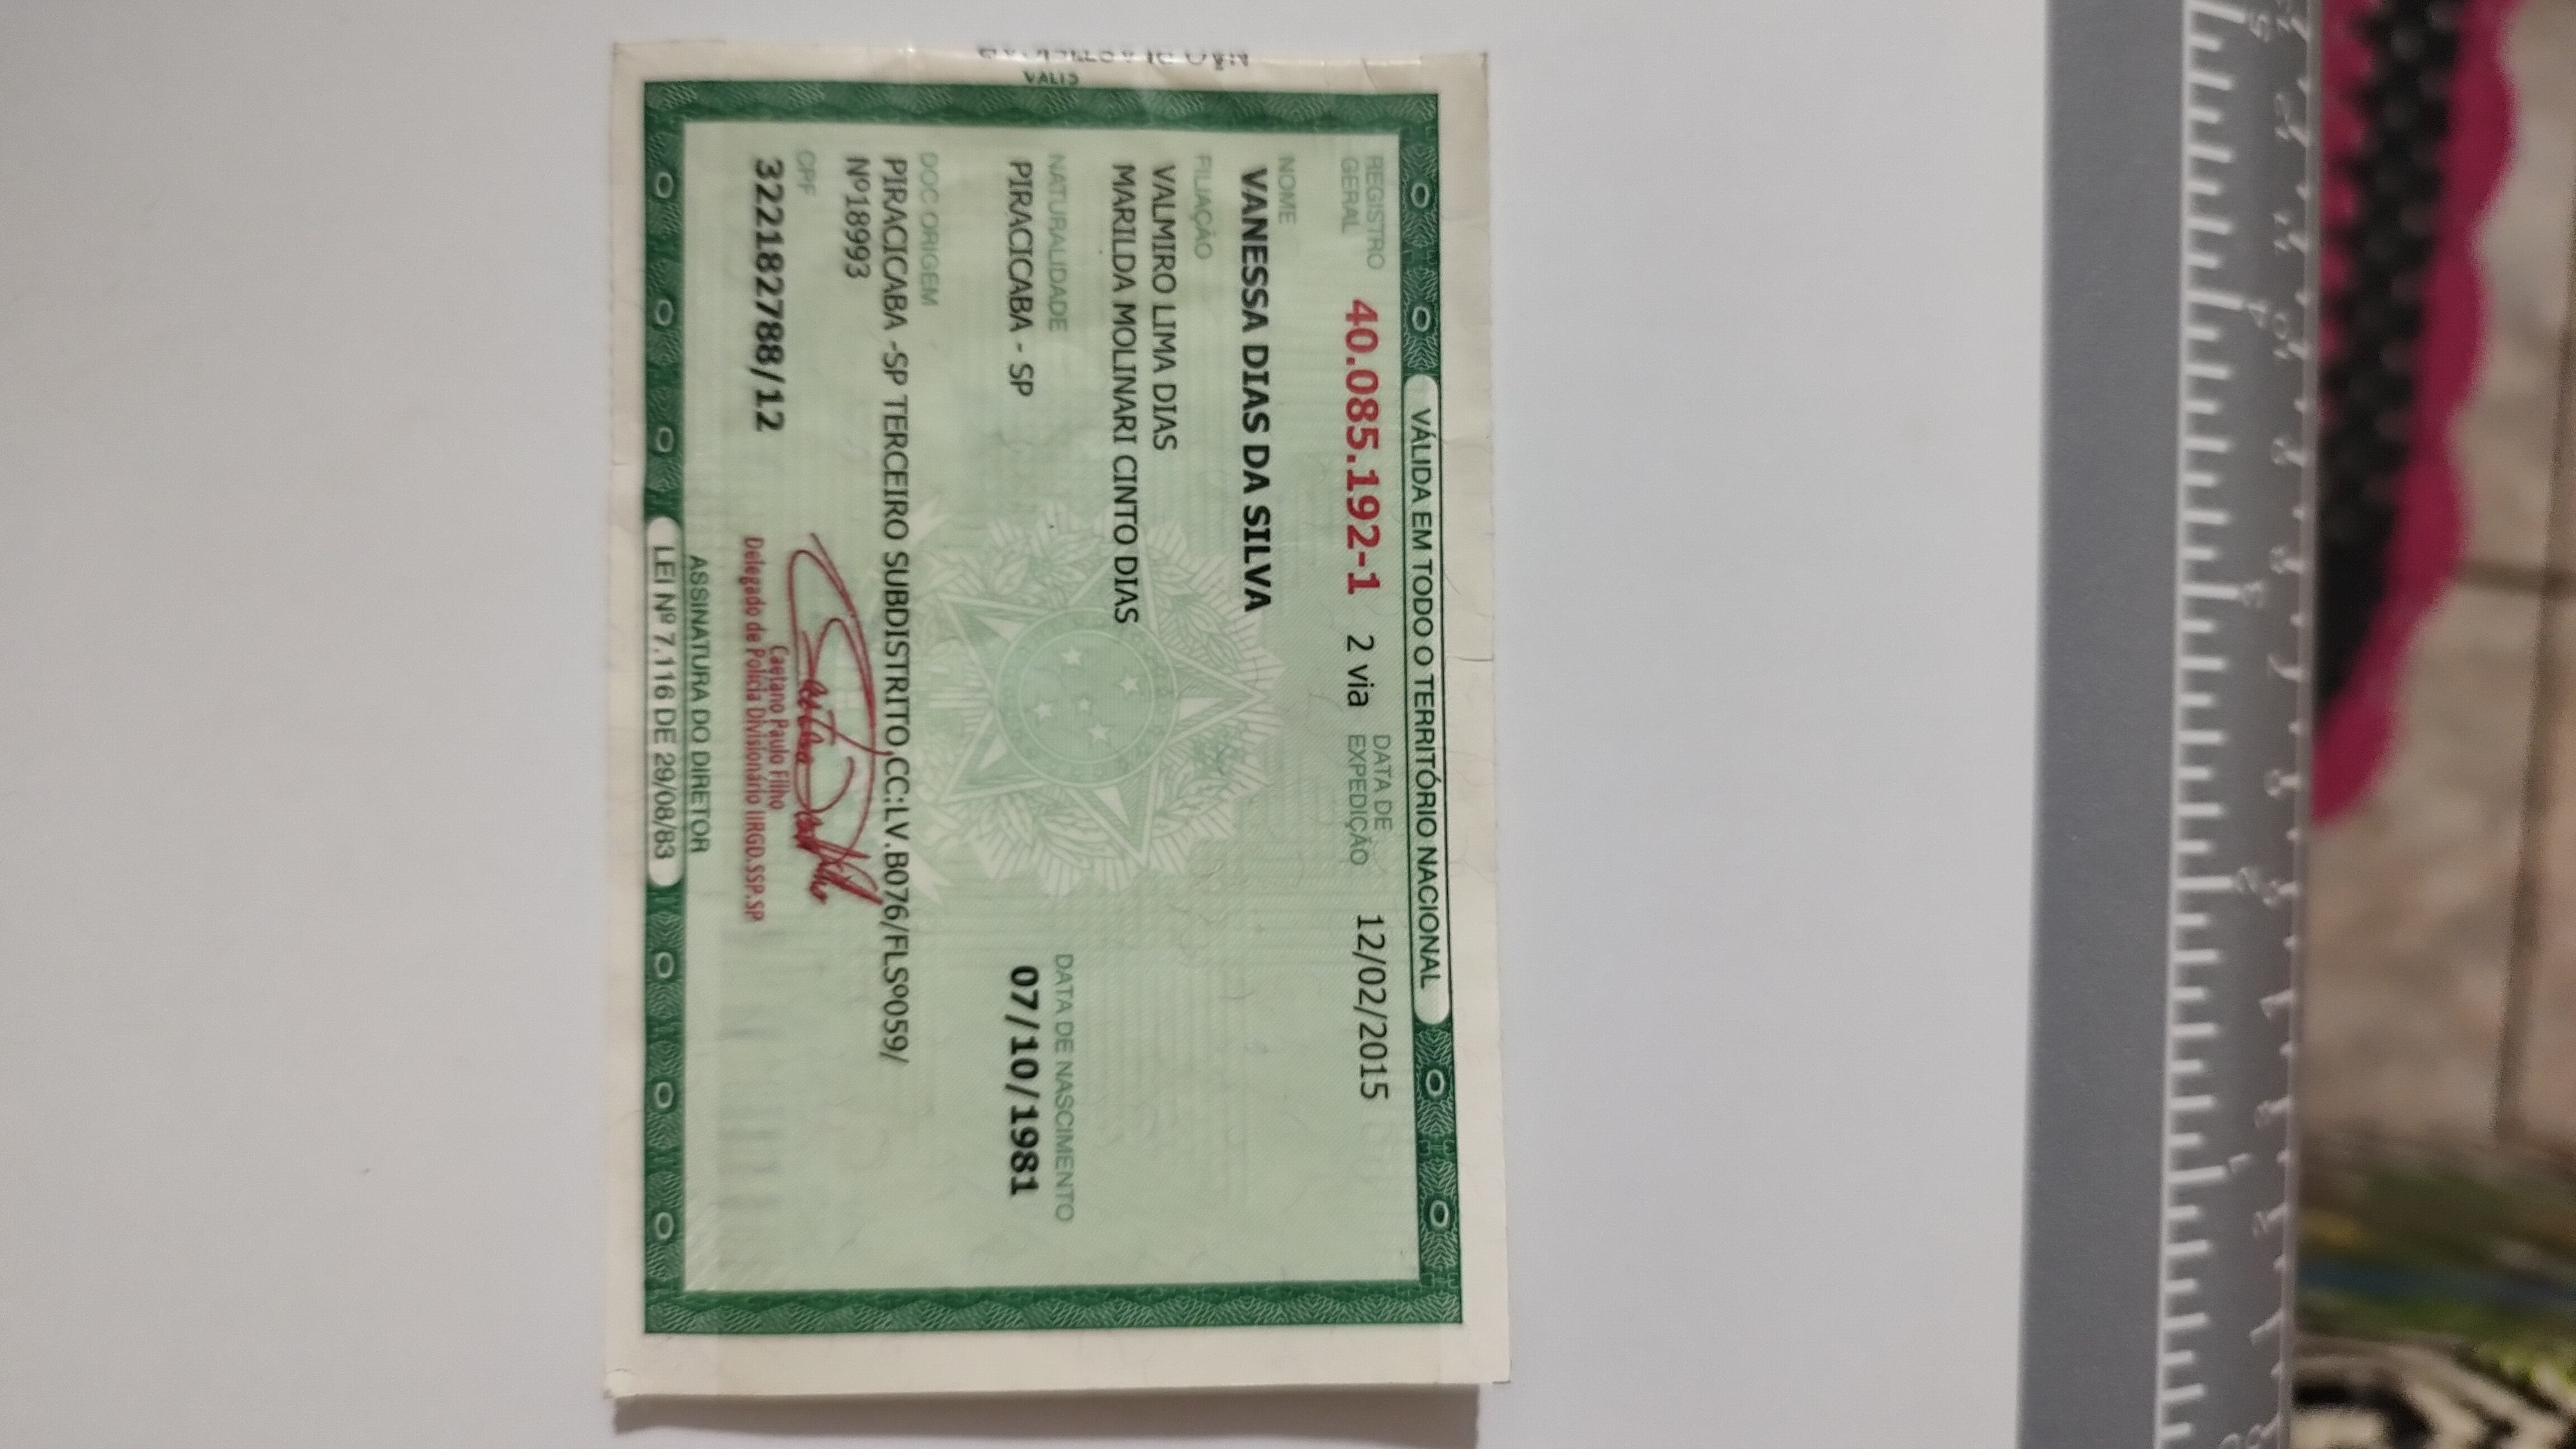 VÁLIDA EM TODO O TERRITÓRIO NACIONAL
REGISTRO GERAL 40.085.192-1 2 via DATA DE EXPEDIÇÃO 12/02/2015
NOME
VANESSA DIAS DA SILVA
FILIAÇÃO
VALMIRO LIMA DIAS
MARILDA MOLINARI CINTO DIAS
NATURALIDADE DATA DE NASCIMENTO
PIRACICABA - SP 07/10/1981
DOC ORIGEM
PIRACICABA -SP TERCEIRO SUBDISTRITO,CC:LV.B076/FLSº059/
Nº18993
CPF
322182788/12
Caetano Paulo Filho
Delegado de Polícia Divisionário IIRGD.SSP.SP
ASSINATURA DO DIRETOR
LEI Nº 7.116 DE 29/08/83